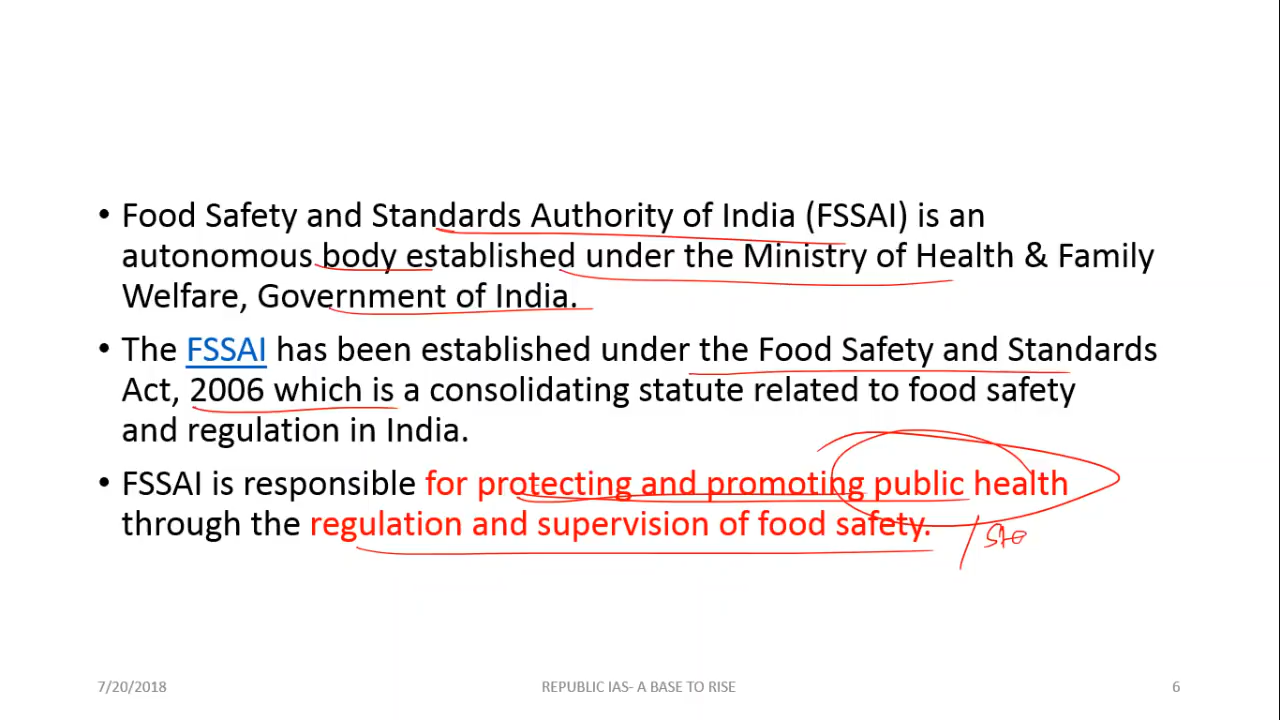 • Food Safety and Standards Authority of India (FSSAI) is an
autonomous body established under the Ministry of Health & Family
Welfare, Government of India.
• The FSSAI has been established under the Food Safety and Standards
Act, 2006 which is a consolidating statute related to food safety
and regulation in India.
• FSSAI is responsible for protecting and promoting public health
through the regulation and supervision of food safety.
7/20/2018
REPUBLIC IAS- A BASE TO RISE
6